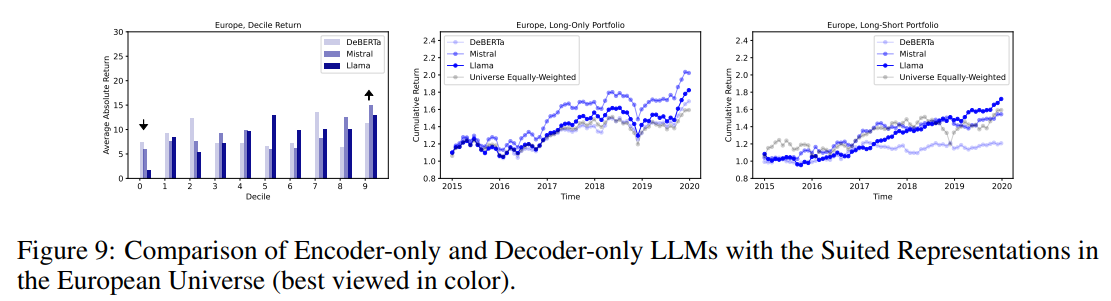 Europe, Decile Return
30
25
20
15
10
5
0
Average Absolute Return
DeBERTa
Mistral
Llama
0 1 2 3 4 5 6 7 8 9
Decile
Europe, Long-Only Portfolio
2.4
2.2
2.0
1.8
1.6
1.4
1.2
1.0
0.8
Cumulative Return
DeBERTa
Mistral
Llama
Universe Equally-Weighted
2015 2016 2017 2018 2019 2020
Time
Europe, Long-Short Portfolio
2.4
2.2
2.0
1.8
1.6
1.4
1.2
1.0
0.8
Cumulative Return
DeBERTa
Mistral
Llama
Universe Equally-Weighted
2015 2016 2017 2018 2019 2020
Time
Figure 9: Comparison of Encoder-only and Decoder-only LLMs with the Suited Representations in
the European Universe (best viewed in color).